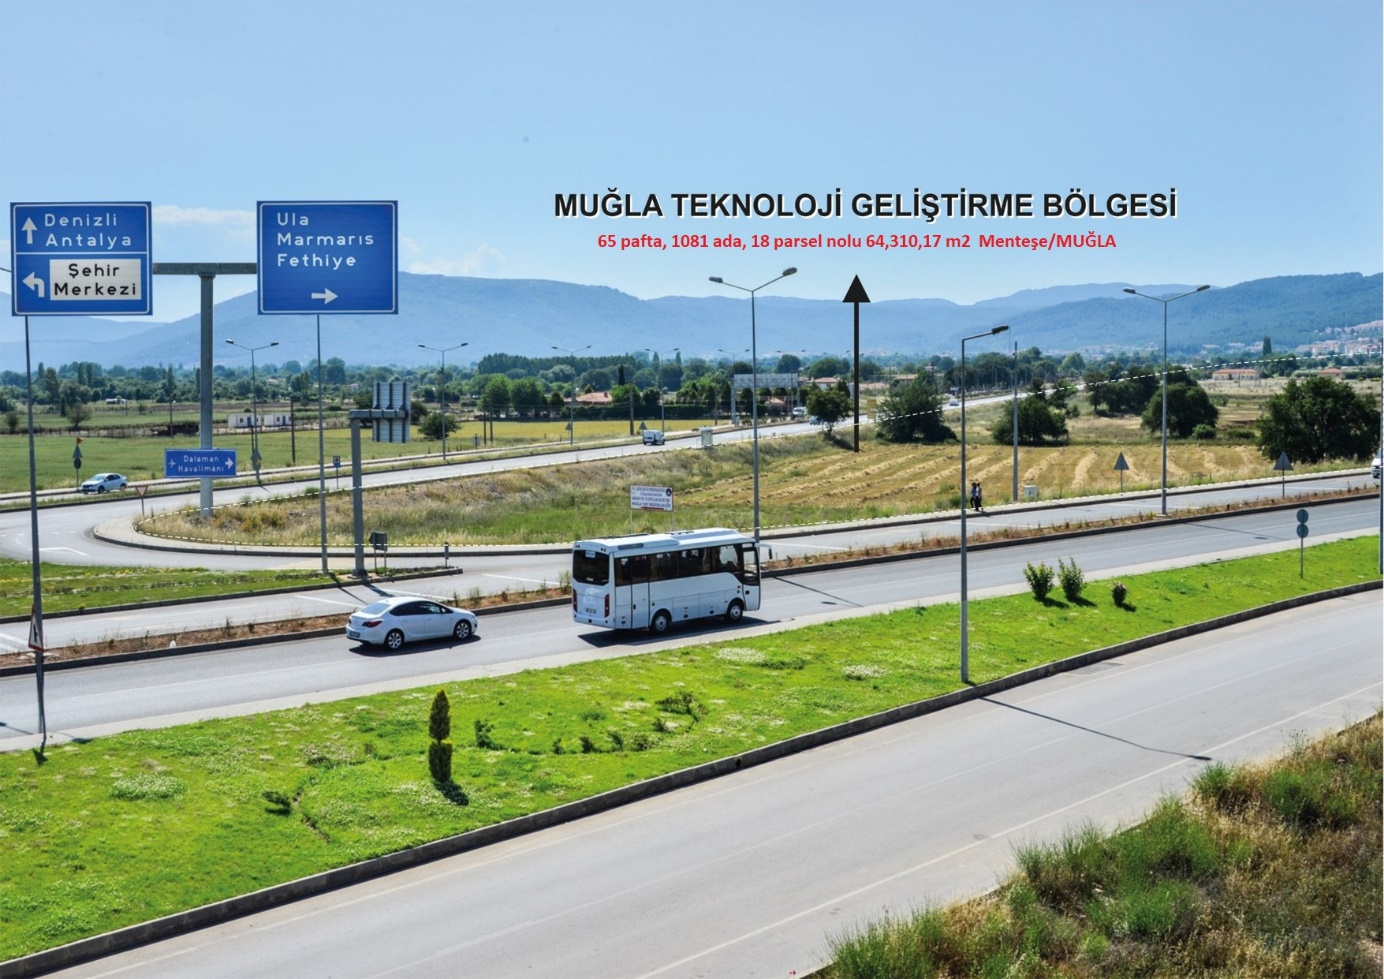 MUĞLA TEKNOLOJİ GELİŞTİRME BÖLGESİ
65 pafta, 1081 ada, 18 parsel nolu 64,310,17 m2 Menteşe/MUĞLA
Denizli
Antalya
Şehir
Merkezi
Ula
Marmaris
Fethiye
Dalaman
Havalimanı